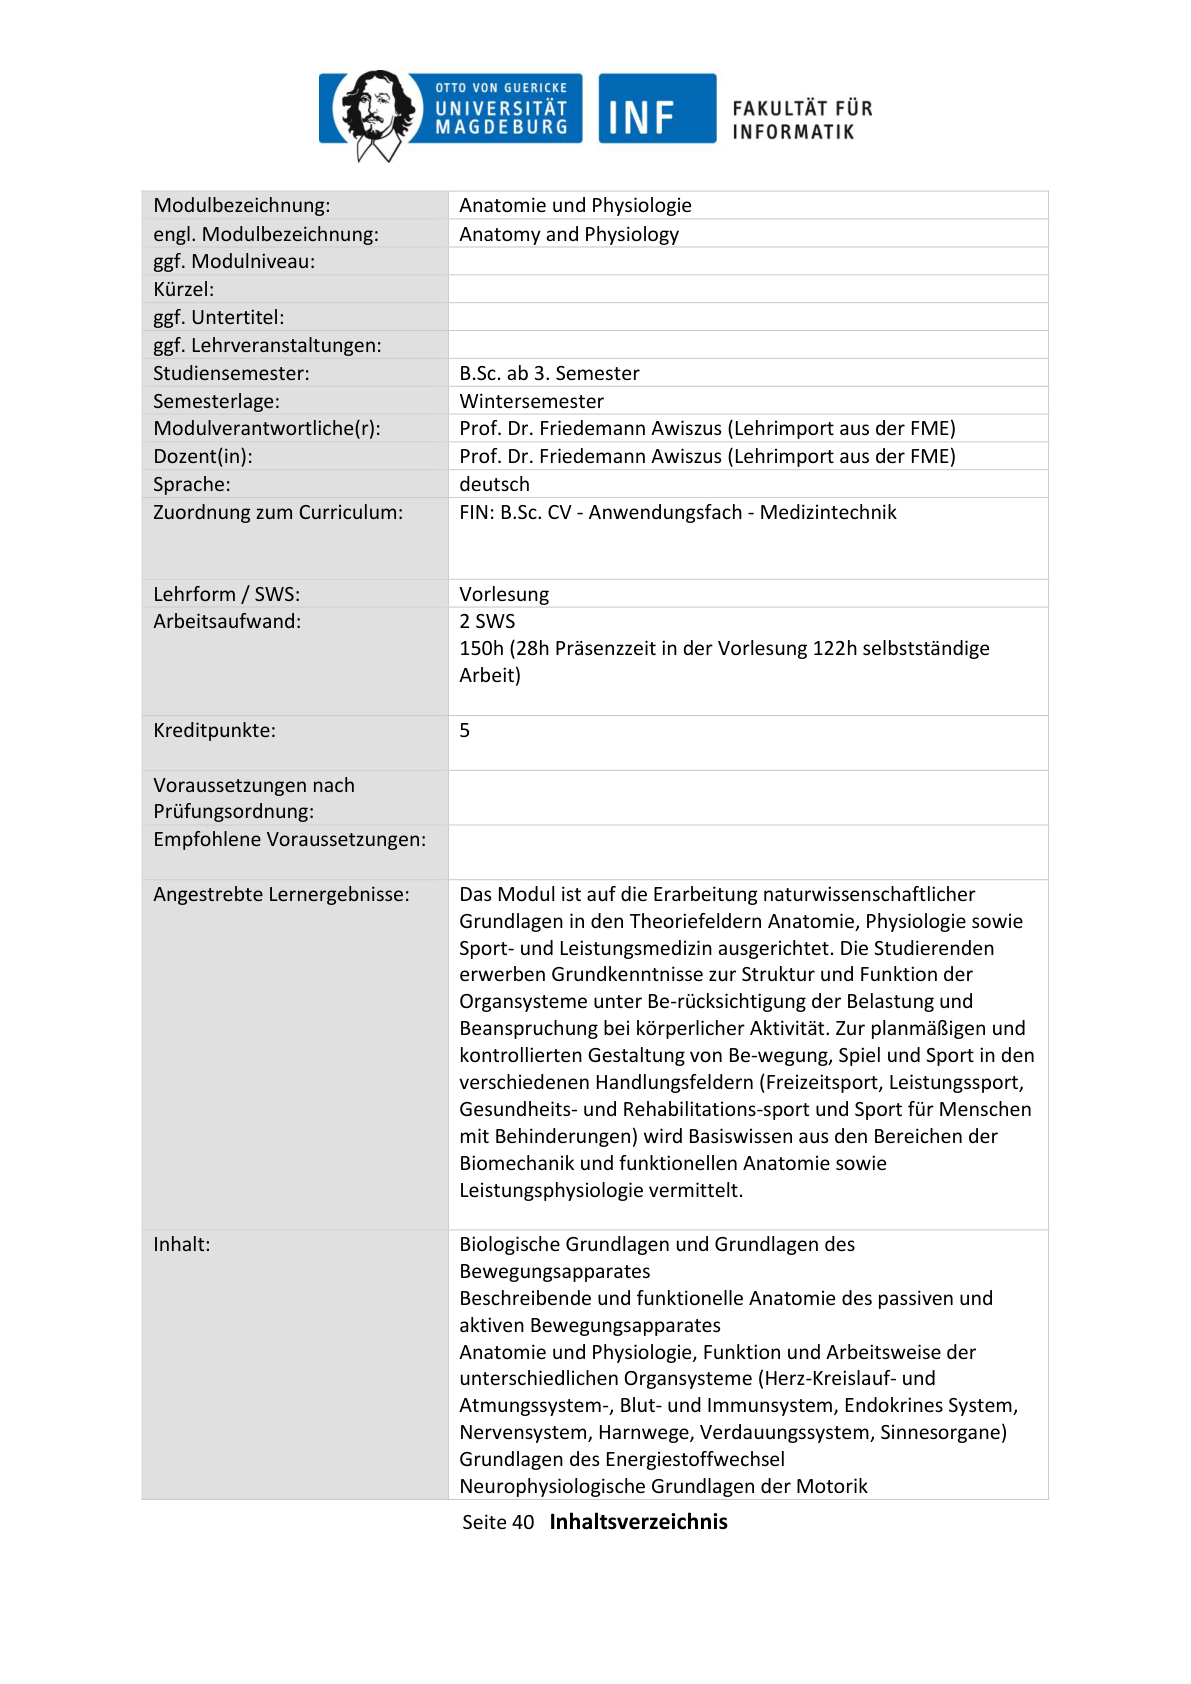 OTTO VON GUERICKE
UNIVERSITÄT
MAGDEBURG
INF
FAKULTÄT FÜR
INFORMATIK
Modulbezeichnung: Anatomie und Physiologie
engl. Modulbezeichnung: Anatomy and Physiology
ggf. Modulniveau:
Kürzel:
ggf. Untertitel:
ggf. Lehrveranstaltungen:
Studiensemester: B.Sc. ab 3. Semester
Semesterlage: Wintersemester
Modulverantwortliche(r): Prof. Dr. Friedemann Awiszus (Lehrimport aus der FME)
Dozent(in): Prof. Dr. Friedemann Awiszus (Lehrimport aus der FME)
Sprache: deutsch
Zuordnung zum Curriculum: FIN: B.Sc. CV - Anwendungsfach - Medizintechnik
Lehrform / SWS: Vorlesung
Arbeitsaufwand: 2 SWS
150h (28h Präsenzzeit in der Vorlesung 122h selbstständige
Arbeit)
Kreditpunkte: 5
Voraussetzungen nach
Prüfungsordnung:
Empfohlene Voraussetzungen:
Angestrebte Lernergebnisse: Das Modul ist auf die Erarbeitung naturwissenschaftlicher
Grundlagen in den Theoriefeldern Anatomie, Physiologie sowie
Sport- und Leistungsmedizin ausgerichtet. Die Studierenden
erwerben Grundkenntnisse zur Struktur und Funktion der
Organsysteme unter Be-rücksichtigung der Belastung und
Beanspruchung bei körperlicher Aktivität. Zur planmäßigen und
kontrollierten Gestaltung von Be-wegung, Spiel und Sport in den
verschiedenen Handlungsfeldern (Freizeitsport, Leistungssport,
Gesundheits- und Rehabilitations-sport und Sport für Menschen
mit Behinderungen) wird Basiswissen aus den Bereichen der
Biomechanik und funktionellen Anatomie sowie
Leistungsphysiologie vermittelt.
Inhalt: Biologische Grundlagen und Grundlagen des
Bewegungsapparates
Beschreibende und funktionelle Anatomie des passiven und
aktiven Bewegungsapparates
Anatomie und Physiologie, Funktion und Arbeitsweise der
unterschiedlichen Organsysteme (Herz-Kreislauf- und
Atmungssystem-, Blut- und Immunsystem, Endokrines System,
Nervensystem, Harnwege, Verdauungssystem, Sinnesorgane)
Grundlagen des Energiestoffwechsel
Neurophysiologische Grundlagen der Motorik
Seite 40 Inhaltsverzeichnis